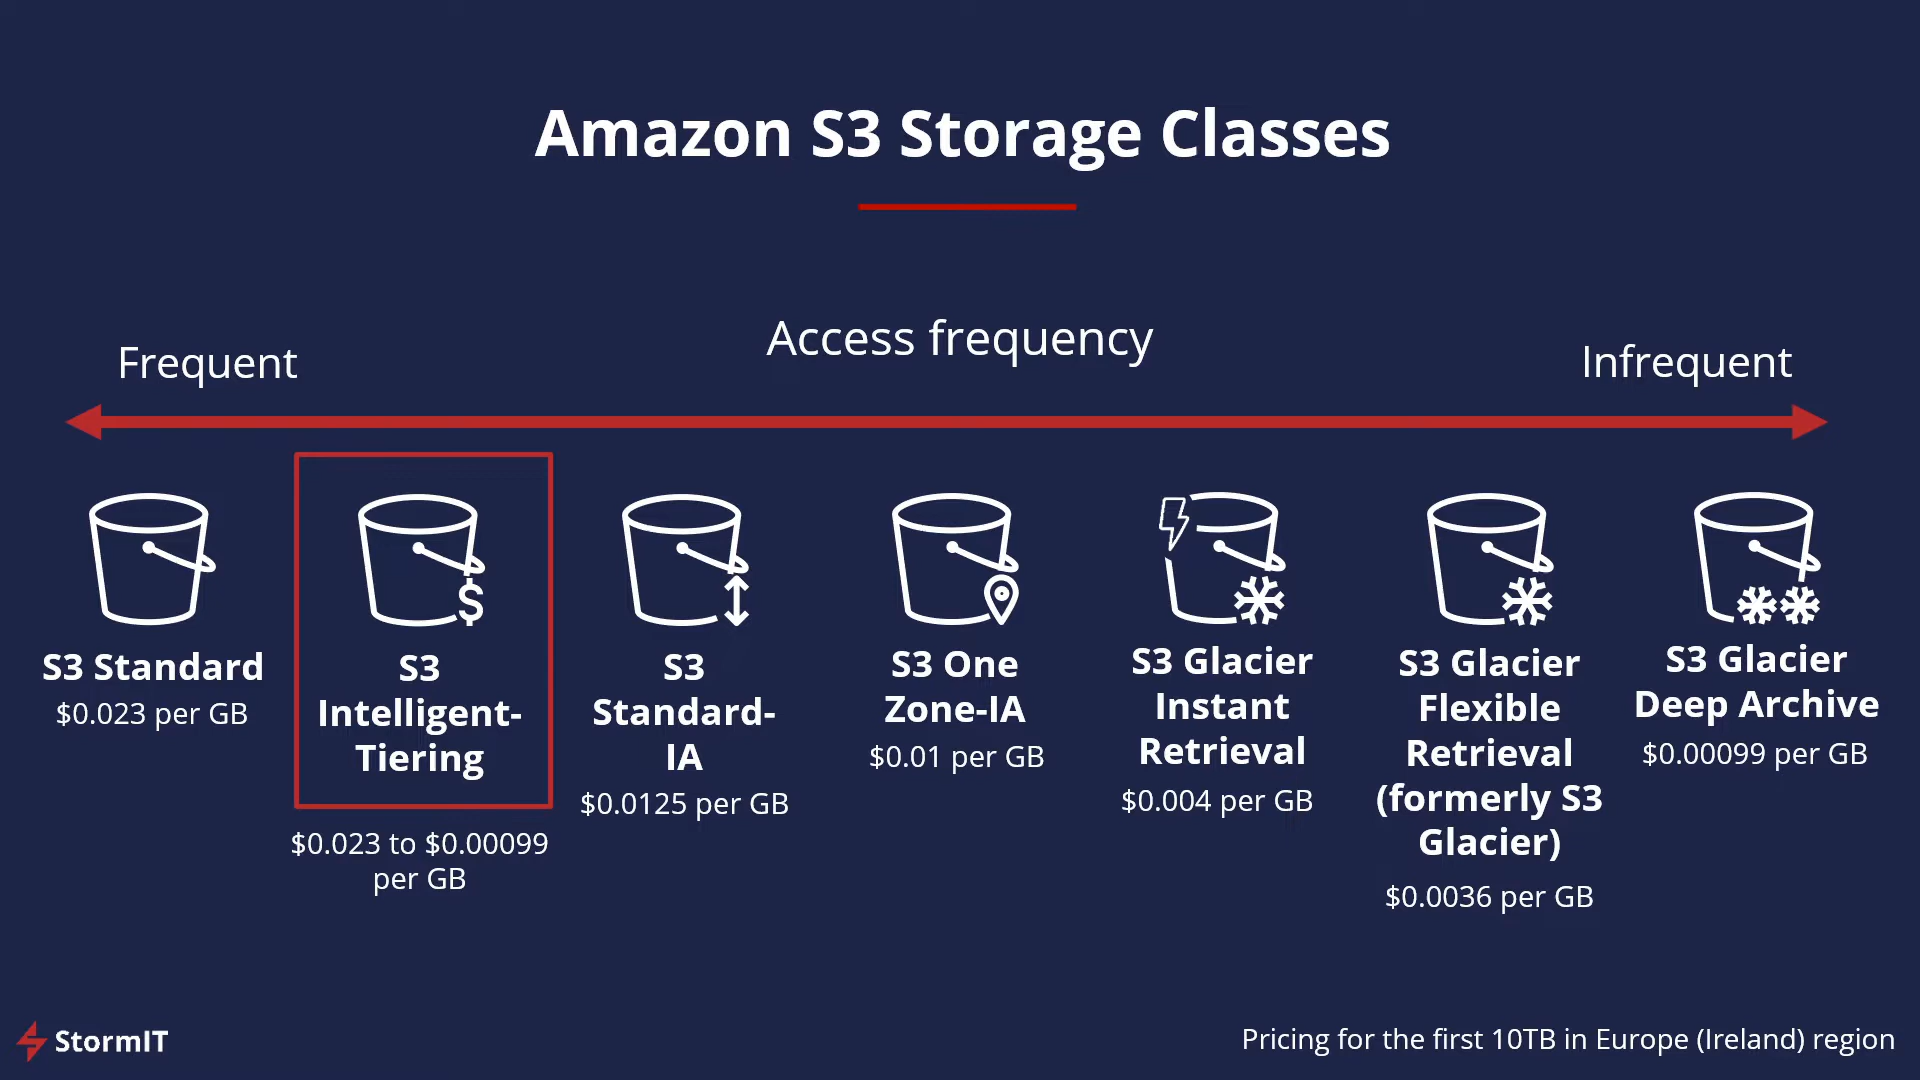 Amazon S3 Storage Classes
Access frequency
Frequent
Infrequent
S3 Standard
$0.023 per GB
S3
Intelligent-
Tiering
$0.023 to $0.00099
per GB
S3
Standard-
IA
$0.0125 per GB
S3 One
Zone-IA
$0.01 per GB
S3 Glacier
Instant
Retrieval
$0.004 per GB
S3 Glacier
Flexible
Retrieval
(formerly S3
Glacier)
$0.0036 per GB
S3 Glacier
Deep Archive
$0.00099 per GB
StormIT
Pricing for the first 10TB in Europe (Ireland) region